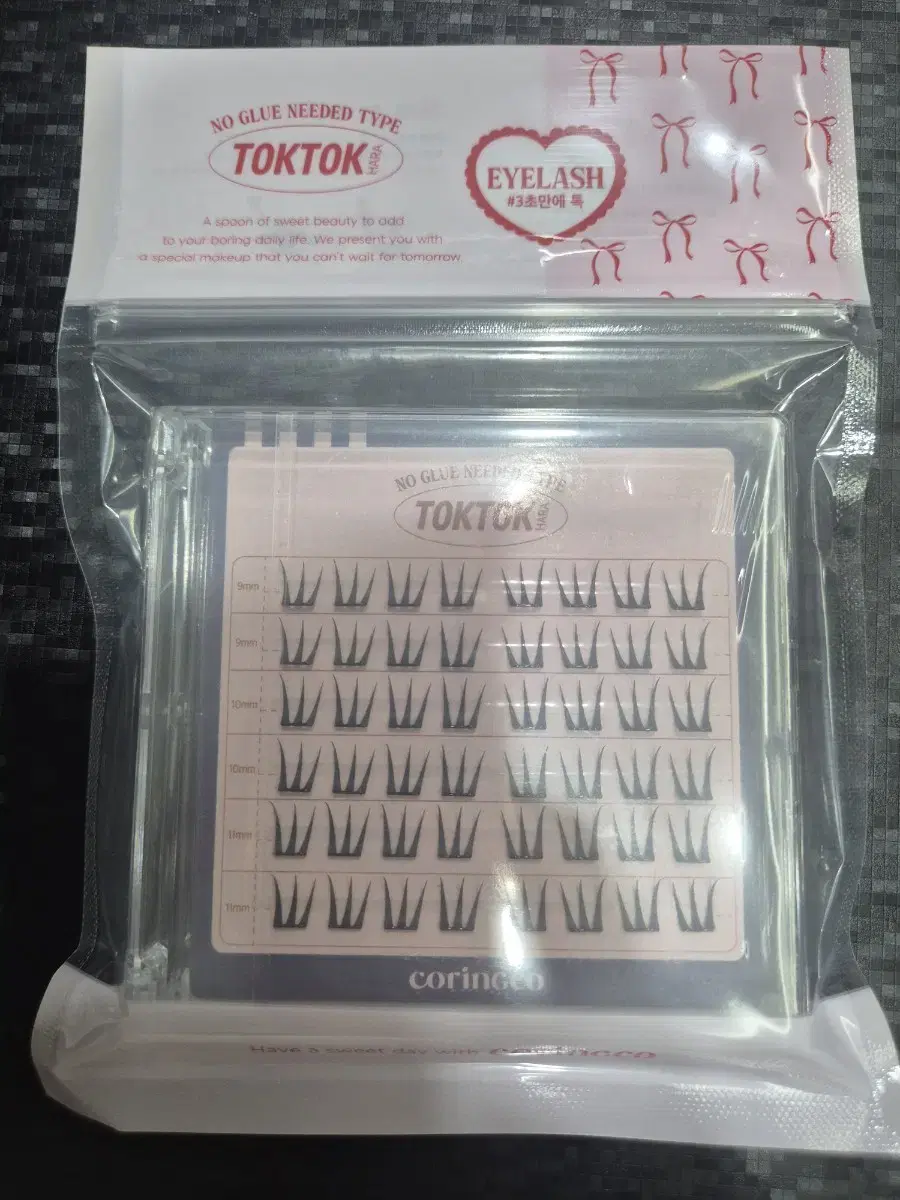 NO GLUE NEEDED TYPE
TOKTOK HARA
A spoon of sweet beauty to add
to your boring daily life. We present you with
a special makeup that you can't wait for tomorrow
EYELASH
#3초만에 톡
NO GLUE NEEDED TYPE
TOKTOK HARA
9mm
9mm
10mm
10mm
11mm
11mm
coringco
Have a sweet day with coringco